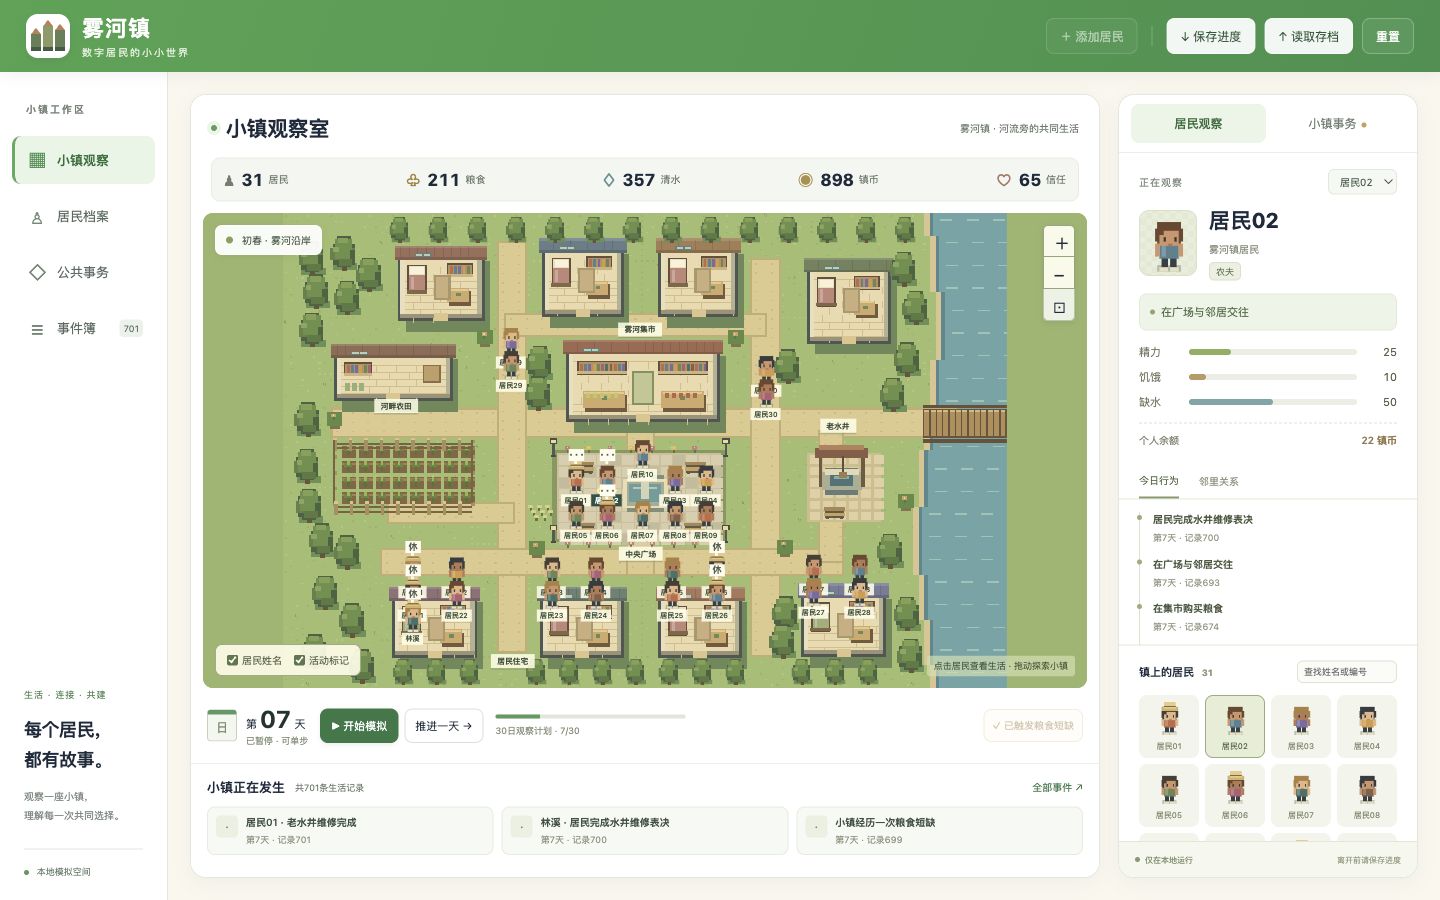 雾河镇
数字居民的小小世界
+ 添加居民
↓ 保存进度
↑ 读取存档
重置
小镇工作区
小镇观察
居民档案
公共事务
事件簿 701
生活 · 连接 · 共建
每个居民，
都有故事。
观察一座小镇，
理解每一次共同选择。
本地模拟空间
小镇观察室
雾河镇 · 河流旁的共同生活
31 居民
211 粮食
357 清水
898 镇币
65 信任
初春 · 雾河沿岸
+
−
雾河集市
居民29
居民30
河畔农田
老水井
居民10
居民05
居民06
居民07
居民08
居民09
中央广场
休
休
休
休
休
居民22
居民23
居民24
居民25
居民26
居民27
居民28
林溪
居民住宅
居民姓名
活动标记
点击居民查看生活 · 拖动探索小镇
日
第 07 天
已暂停 · 可单步
▶ 开始模拟
推进一天 →
30日观察计划 · 7/30
✓ 已触发粮食短缺
小镇正在发生
共701条生活记录
全部事件 ↗
居民01 · 老水井维修完成
第7天 · 记录701
林溪 · 居民完成水井维修表决
第7天 · 记录700
小镇经历一次粮食短缺
第7天 · 记录699
居民观察
小镇事务
正在观察
居民02
居民02
雾河镇居民
农夫
在广场与邻居交往
精力 25
饥饿 10
缺水 50
个人余额 22 镇币
今日行为
邻里关系
居民完成水井维修表决
第7天 · 记录700
在广场与邻居交往
第7天 · 记录693
在集市购买粮食
第7天 · 记录674
镇上的居民 31
查找姓名或编号
居民01
居民02
居民03
居民04
居民05
居民06
居民07
居民08
仅在本地运行
离开前请保存进度